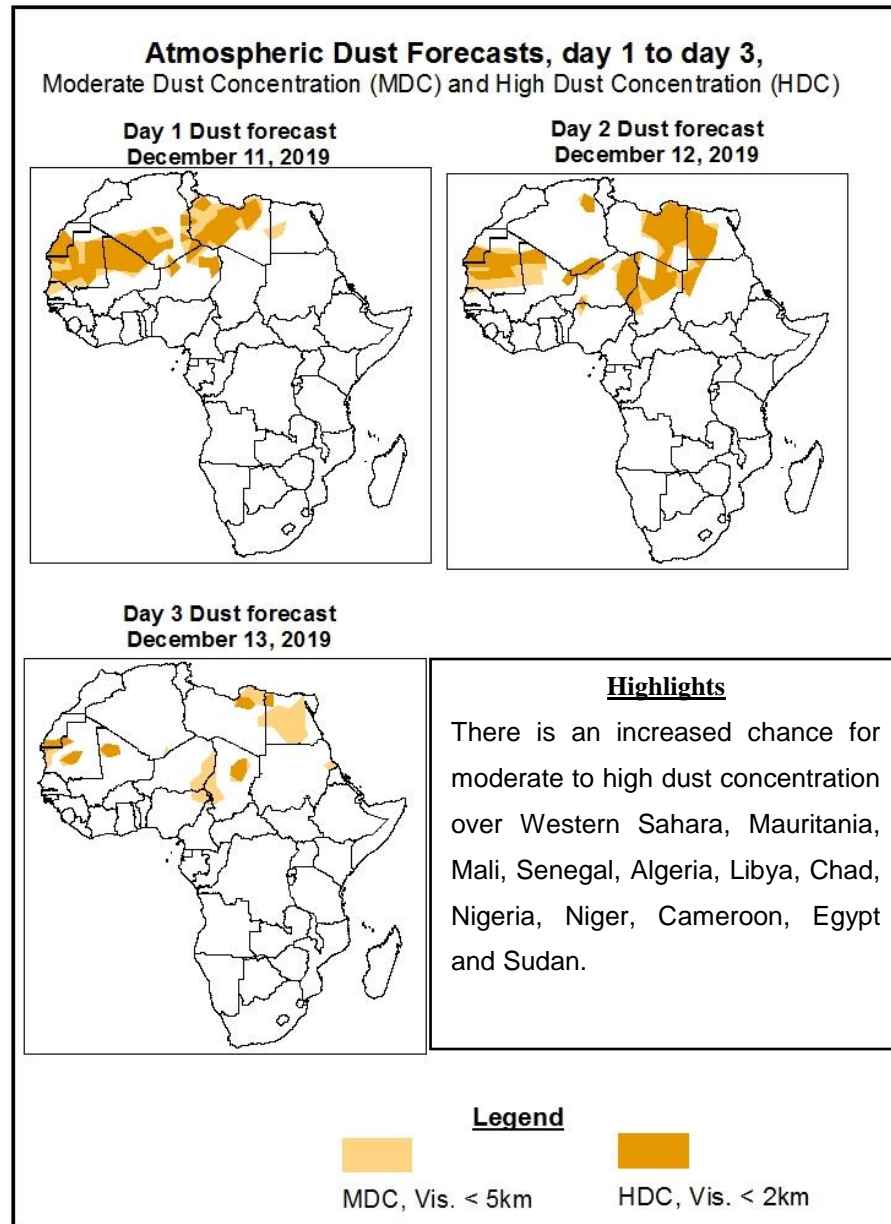 Atmospheric Dust Forecasts, day 1 to day 3,
Moderate Dust Concentration (MDC) and High Dust Concentration (HDC)
Day 1 Dust forecast
December 11, 2019
Day 2 Dust forecast
December 12, 2019
Day 3 Dust forecast
December 13, 2019
Highlights
There is an increased chance for
moderate to high dust concentration
over Western Sahara, Mauritania,
Mali, Senegal, Algeria, Libya, Chad,
Nigeria, Niger, Cameroon, Egypt
and Sudan.
Legend
MDC, Vis. < 5km
HDC, Vis. < 2km